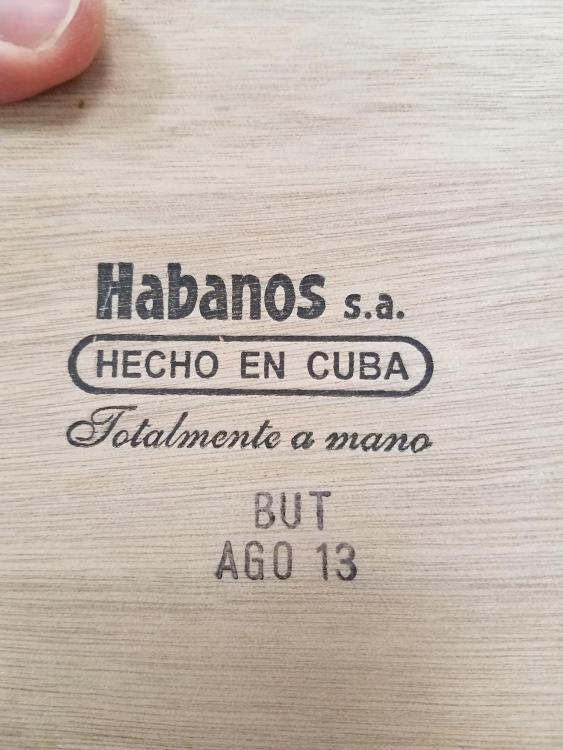 Habanos s.a.
HECHO EN CUBA
Totalmente a mano
BUT
AGO 13